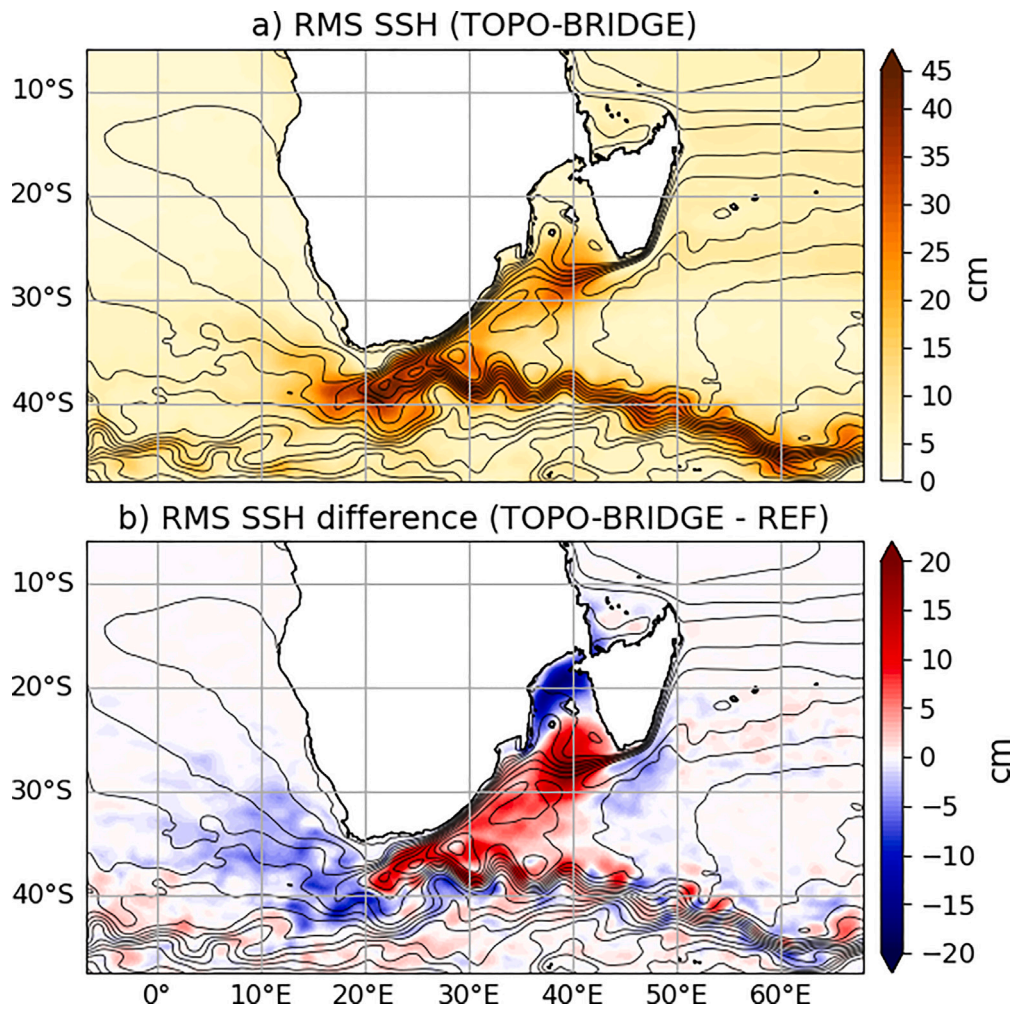 a) RMS SSH (TOPO-BRIDGE)
10°S
20°S
30°S
40°S
45
40
35
30
25
20
15
10
5
0
cm
b) RMS SSH difference (TOPO-BRIDGE - REF)
10°S
20°S
30°S
40°S
0° 10°E 20°E 30°E 40°E 50°E 60°E
20
15
10
5
0
−5
−10
−15
−20
cm